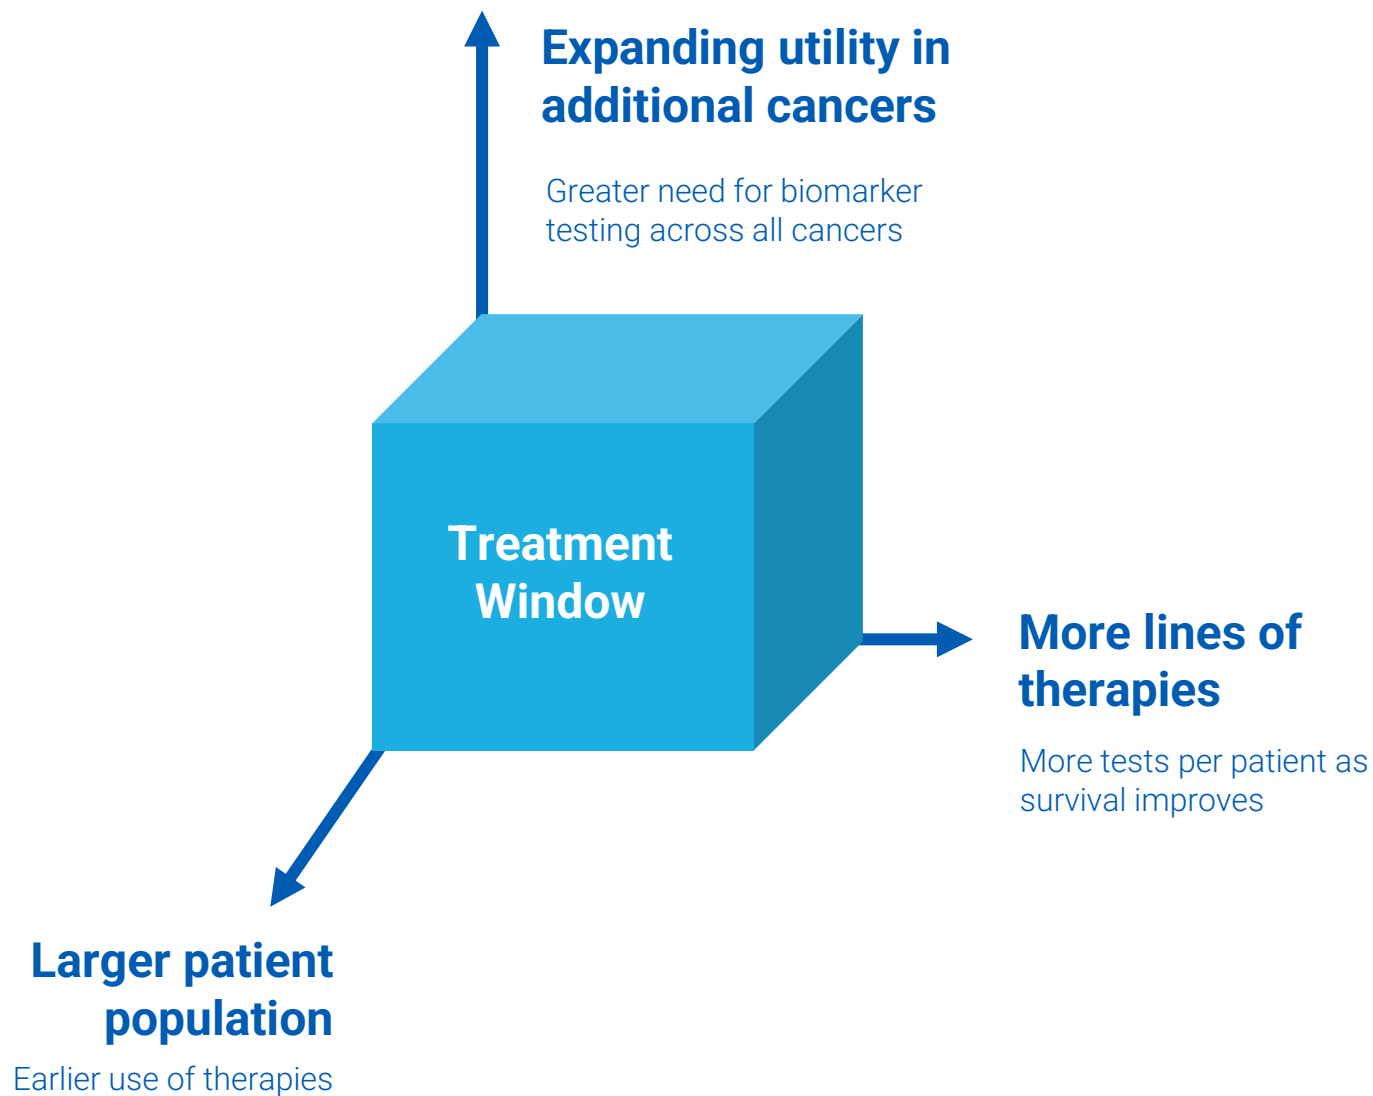 Expanding utility in
additional cancers
Greater need for biomarker
testing across all cancers
Treatment
Window
More lines of
therapies
More tests per patient as
survival improves
Larger patient
population
Earlier use of therapies